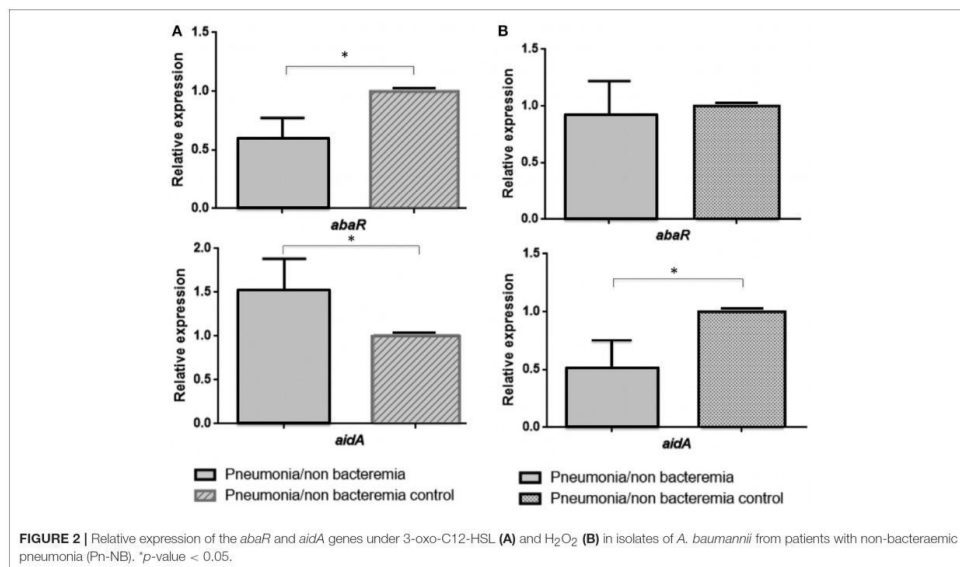 A
1.5
*
1.0
0.5
0.0
Relative expression
abaR
2.0
*
1.5
1.0
0.5
0.0
Relative expression
aidA
Pneumonia/non bacteremia
Pneumonia/non bacteremia control
B
1.5
1.0
0.5
0.0
Relative expression
abaR
1.5
*
1.0
0.5
0.0
Relative expression
aidA
Pneumonia/non bacteremia
Pneumonia/non bacteremia control
FIGURE 2 | Relative expression of the abaR and aidA genes under 3-oxo-C12-HSL (A) and H₂O₂ (B) in isolates of A. baumannii from patients with non-bacteraemic
pneumonia (Pn-NB). *p-value < 0.05.